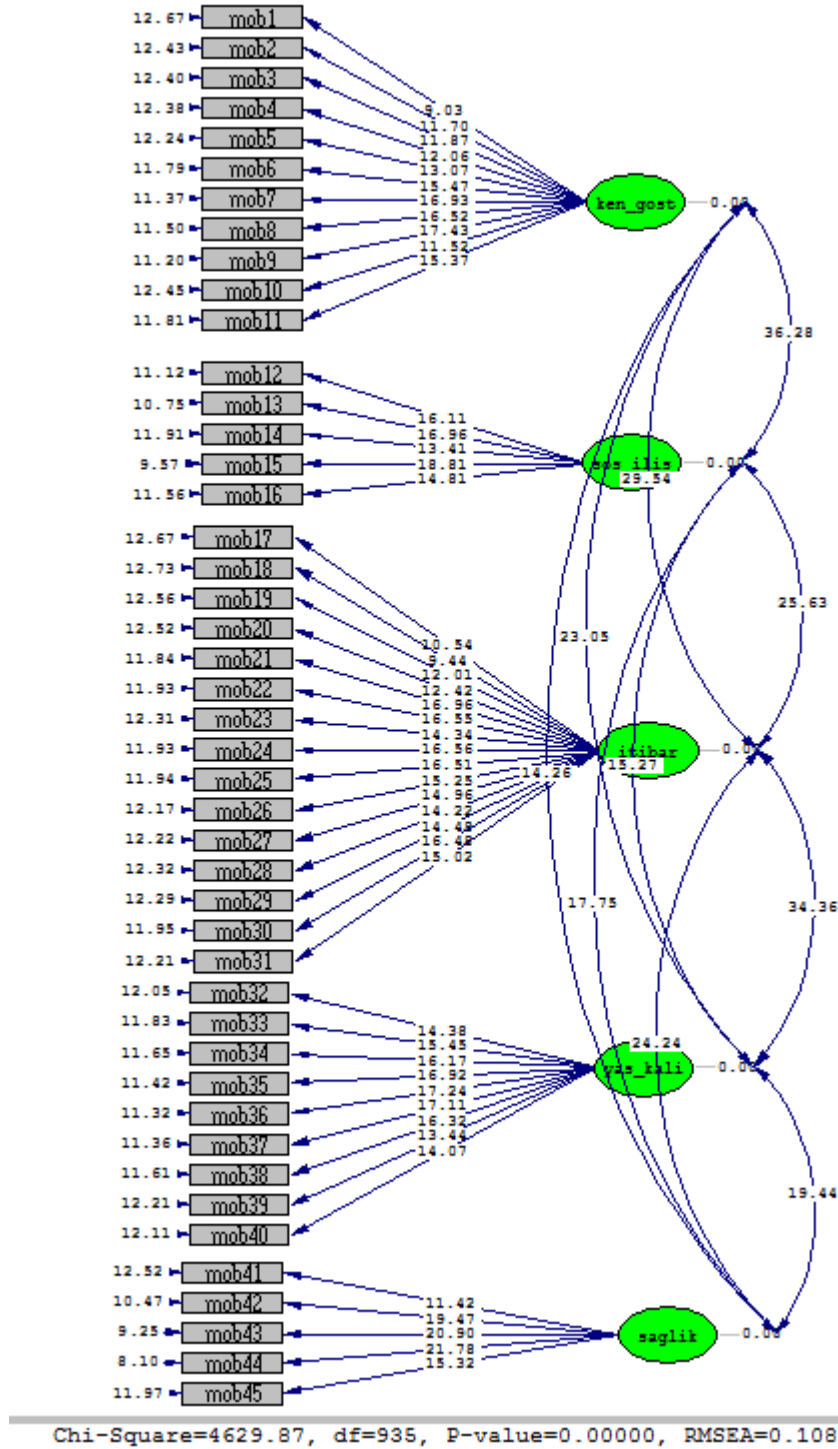 12.67 mob1
12.43 mob2
12.40 mob3
12.38 mob4
12.24 mob5
11.79 mob6
11.37 mob7
11.50 mob8
11.20 mob9
12.45 mob10
11.81 mob11
9.03
11.70
11.87
12.06
13.07
15.47
16.93
16.52
17.43
11.52
15.37
ken_gost 0.00
36.28
11.12 mob12
10.75 mob13
11.91 mob14
9.57 mob15
11.56 mob16
16.11
16.96
13.41
18.81
14.81
sos_ilis 0.00
29.54
25.63
23.05
12.67 mob17
12.73 mob18
12.56 mob19
12.52 mob20
11.84 mob21
11.93 mob22
12.31 mob23
11.93 mob24
11.94 mob25
12.17 mob26
12.22 mob27
12.32 mob28
12.29 mob29
11.95 mob30
12.21 mob31
10.54
9.44
12.01
12.42
16.96
16.55
14.34
16.56
16.51
15.25
14.96
14.22
14.49
16.48
15.02
itibar 0.00
14.26
15.27
17.75
34.36
12.05 mob32
11.83 mob33
11.65 mob34
11.42 mob35
11.32 mob36
11.36 mob37
11.61 mob38
12.21 mob39
12.11 mob40
14.38
15.45
16.17
16.92
17.24
17.11
16.32
13.44
14.07
24.24
yas_kali 0.00
19.44
12.52 mob41
10.47 mob42
9.25 mob43
8.10 mob44
11.97 mob45
11.42
19.47
20.90
21.78
15.32
saglik 0.00
Chi-Square=4629.87, df=935, P-value=0.00000, RMSEA=0.108